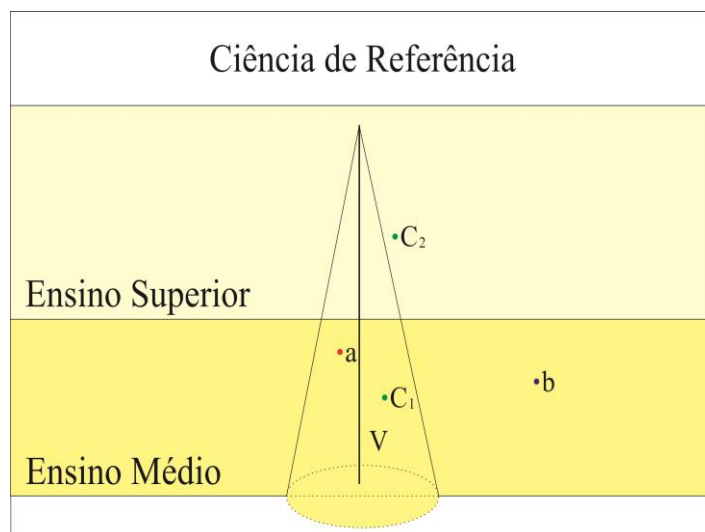 Ciência de Referência
C₂
Ensino Superior
a
b
C₁
V
Ensino Médio